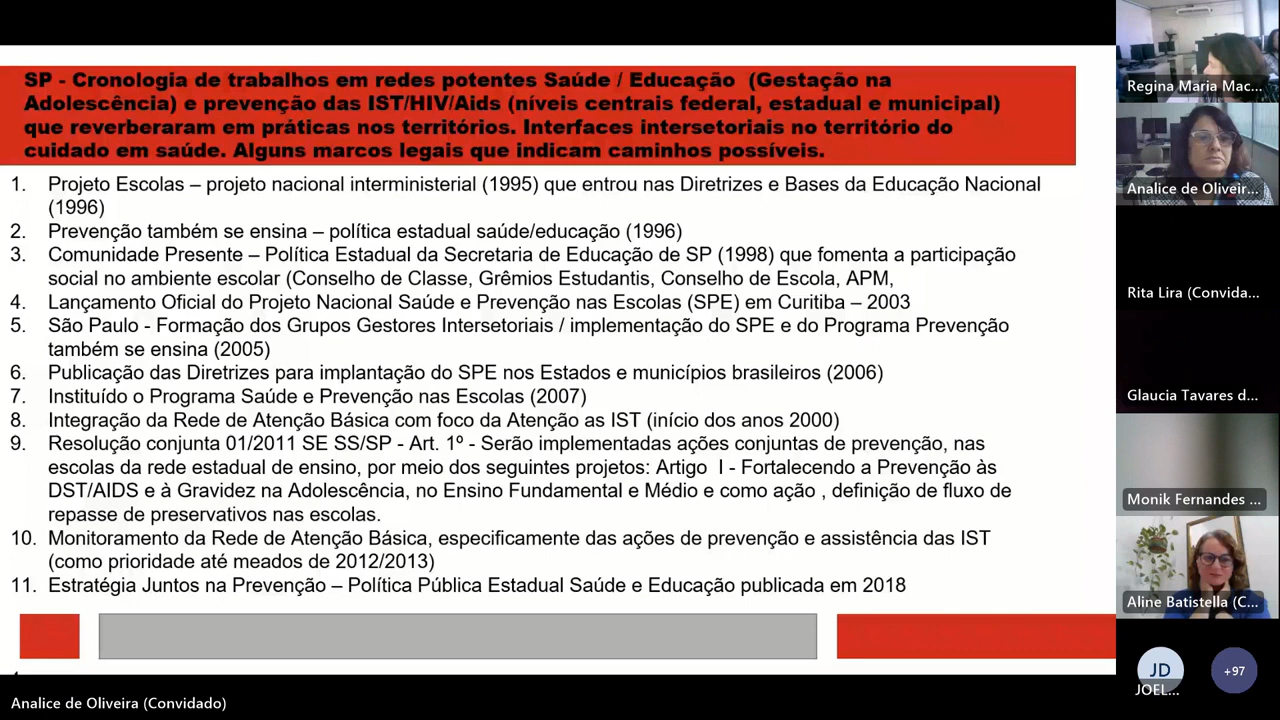 SP - Cronologia de trabalhos em redes potentes Saúde / Educação (Gestação na
Adolescência) e prevenção das IST/HIV/Aids (níveis centrais federal, estadual e municipal)
que reverberaram em práticas nos territórios. Interfaces intersetoriais no território do
cuidado em saúde. Alguns marcos legais que indicam caminhos possíveis.
1. Projeto Escolas – projeto nacional interministerial (1995) que entrou nas Diretrizes e Bases da Educação Nacional
(1996)
2. Prevenção também se ensina – política estadual saúde/educação (1996)
3. Comunidade Presente – Política Estadual da Secretaria de Educação de SP (1998) que fomenta a participação
social no ambiente escolar (Conselho de Classe, Grêmios Estudantis, Conselho de Escola, APM,
4. Lançamento Oficial do Projeto Nacional Saúde e Prevenção nas Escolas (SPE) em Curitiba – 2003
5. São Paulo - Formação dos Grupos Gestores Intersetoriais / implementação do SPE e do Programa Prevenção
também se ensina (2005)
6. Publicação das Diretrizes para implantação do SPE nos Estados e municípios brasileiros (2006)
7. Instituído o Programa Saúde e Prevenção nas Escolas (2007)
8. Integração da Rede de Atenção Básica com foco da Atenção as IST (início dos anos 2000)
9. Resolução conjunta 01/2011 SE SS/SP - Art. 1º - Serão implementadas ações conjuntas de prevenção, nas
escolas da rede estadual de ensino, por meio dos seguintes projetos: Artigo I - Fortalecendo a Prevenção às
DST/AIDS e à Gravidez na Adolescência, no Ensino Fundamental e Médio e como ação , definição de fluxo de
repasse de preservativos nas escolas.
10. Monitoramento da Rede de Atenção Básica, especificamente das ações de prevenção e assistência das IST
(como prioridade até meados de 2012/2013)
11. Estratégia Juntos na Prevenção – Política Pública Estadual Saúde e Educação publicada em 2018
Analice de Oliveira (Convidado)
Regina Maria Mac...
Analice de Oliveir...
Rita Lira (Convida...
Glaucia Tavares d...
Monik Fernandes ...
Aline Batistella (C...
JD
JOEL...
+97